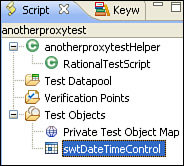 Script
Keyw
anotherproxytest
anotherproxytestHelper
RationalTestScript
Test Datapool
Verification Points
Test Objects
Private Test Object Map
swtDateTimeControl